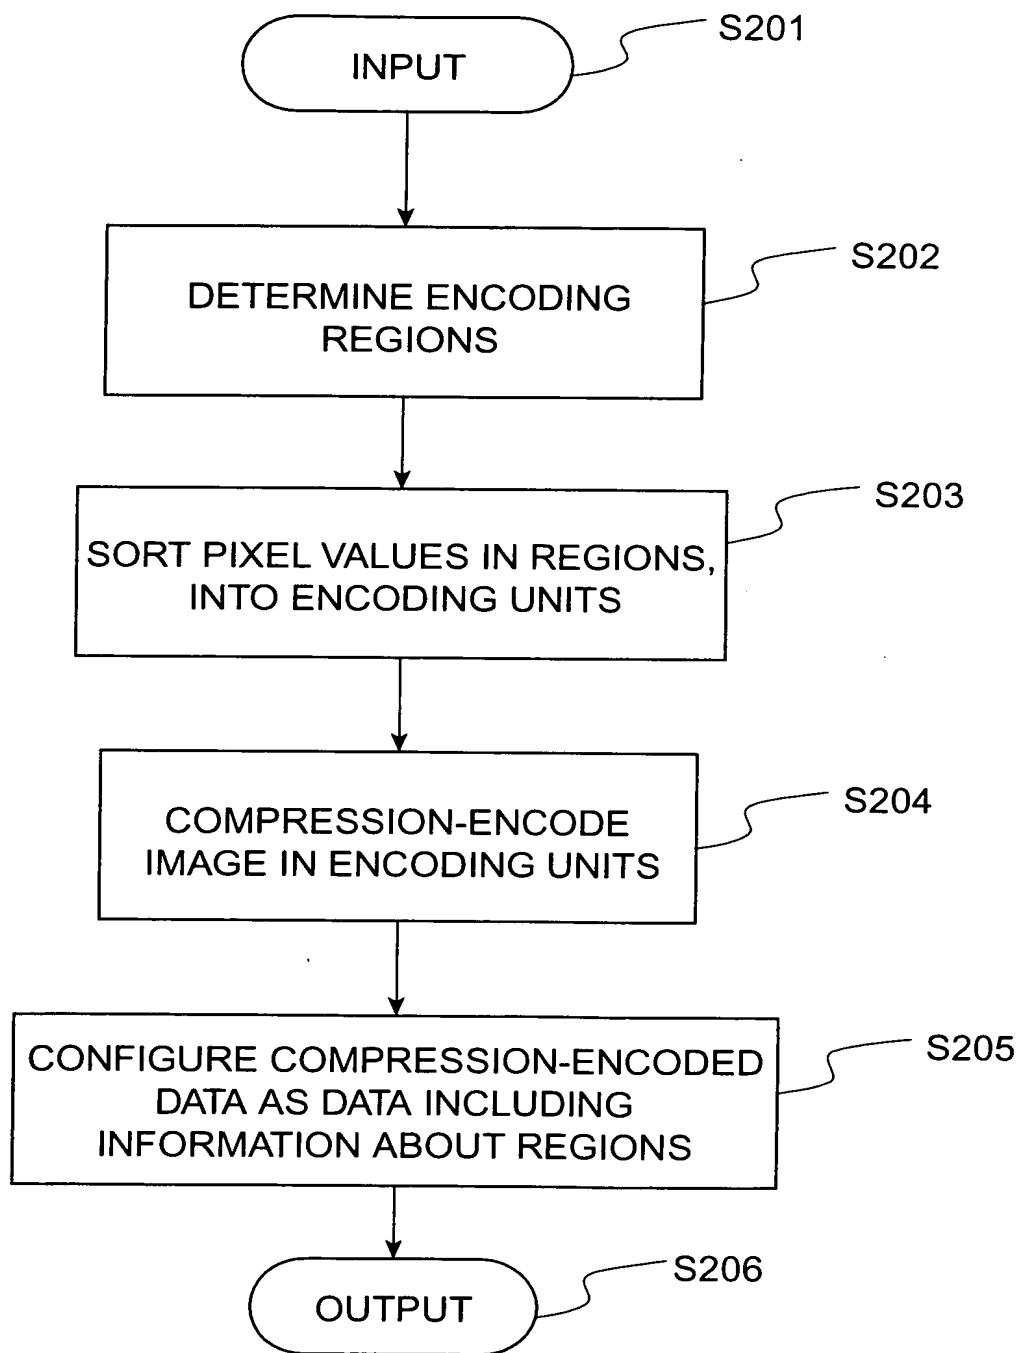 S201
INPUT
S202
DETERMINE ENCODING
REGIONS
S203
SORT PIXEL VALUES IN REGIONS,
INTO ENCODING UNITS
S204
COMPRESSION-ENCODE
IMAGE IN ENCODING UNITS
S205
CONFIGURE COMPRESSION-ENCODED
DATA AS DATA INCLUDING
INFORMATION ABOUT REGIONS
S206
OUTPUT